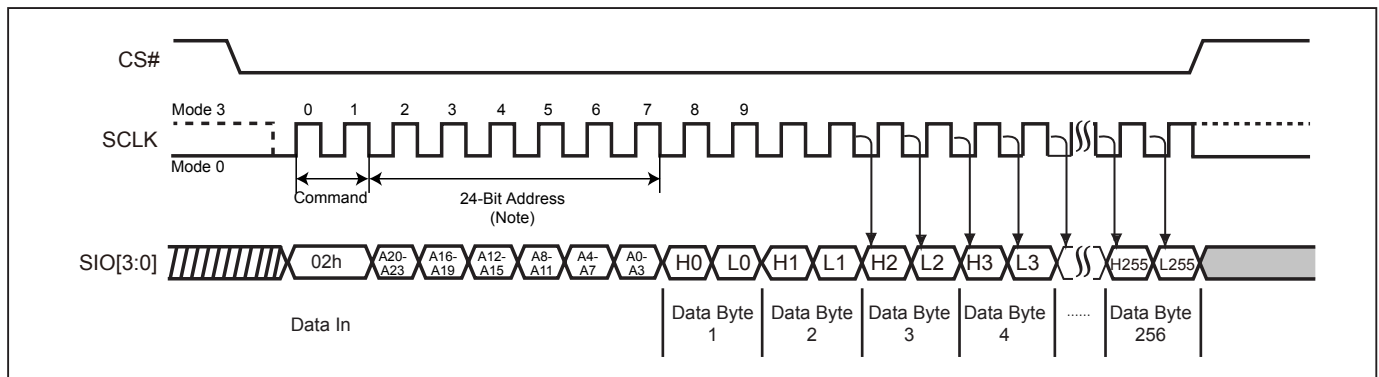 CS#
Mode 3
0 1 2 3 4 5 6 7 8 9
SCLK
Mode 0
Command
24-Bit Address
(Note)
SIO[3:0]
02h
A20-
A23
A16-
A19
A12-
A15
A8-
A11
A4-
A7
A0-
A3
H0 L0 H1 L1 H2 L2 H3 L3 H255 L255
Data In
Data Byte
1
Data Byte
2
Data Byte
3
Data Byte
4
......
Data Byte
256